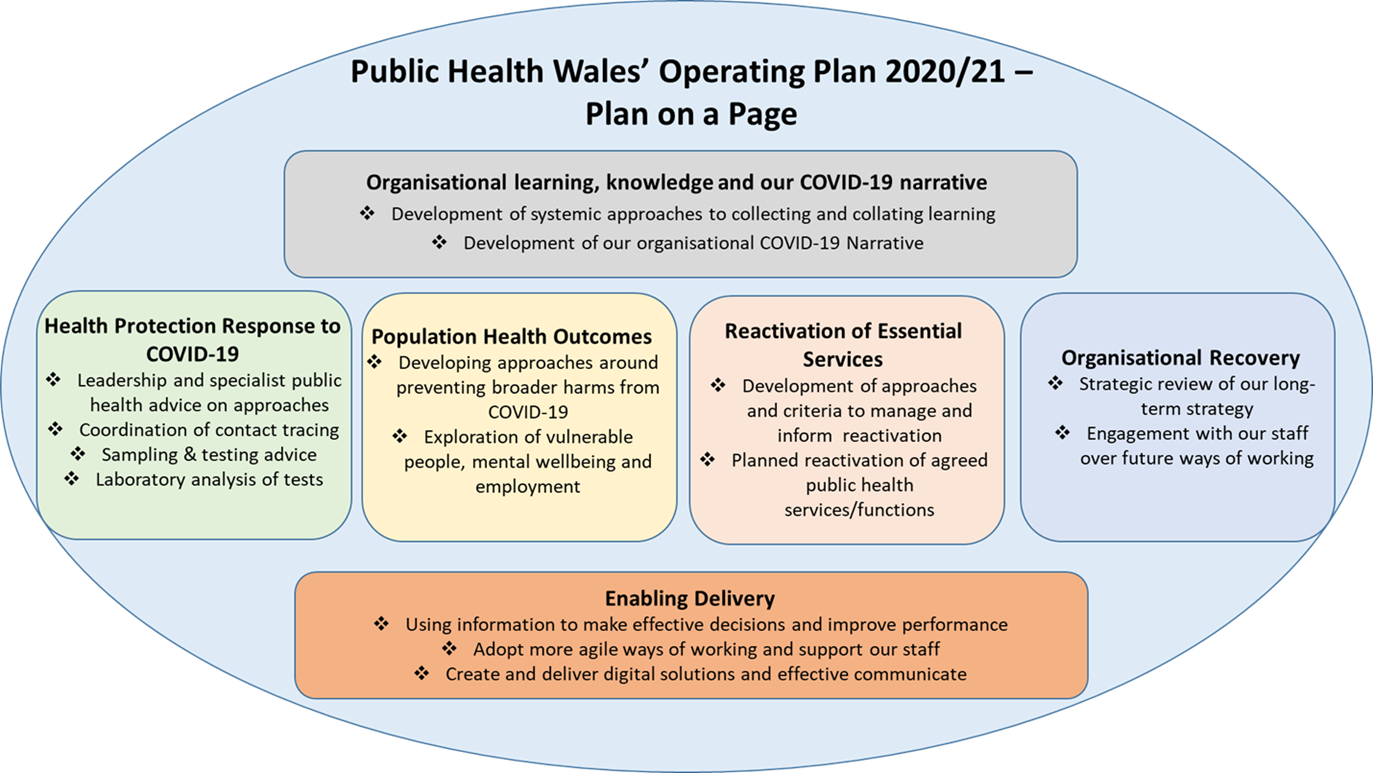 Public Health Wales’ Operating Plan 2020/21 –
Plan on a Page
Organisational learning, knowledge and our COVID-19 narrative
❖ Development of systemic approaches to collecting and collating learning
❖ Development of our organisational COVID-19 Narrative
Health Protection Response to
COVID-19
❖ Leadership and specialist public
health advice on approaches
❖ Coordination of contact tracing
❖ Sampling & testing advice
❖ Laboratory analysis of tests
Population Health Outcomes
❖ Developing approaches around
preventing broader harms from
COVID-19
❖ Exploration of vulnerable
people, mental wellbeing and
employment
Reactivation of Essential
Services
❖ Development of approaches
and criteria to manage and
inform reactivation
❖ Planned reactivation of agreed
public health
services/functions
Organisational Recovery
❖ Strategic review of our long-
term strategy
❖ Engagement with our staff
over future ways of working
Enabling Delivery
❖ Using information to make effective decisions and improve performance
❖ Adopt more agile ways of working and support our staff
❖ Create and deliver digital solutions and effective communicate